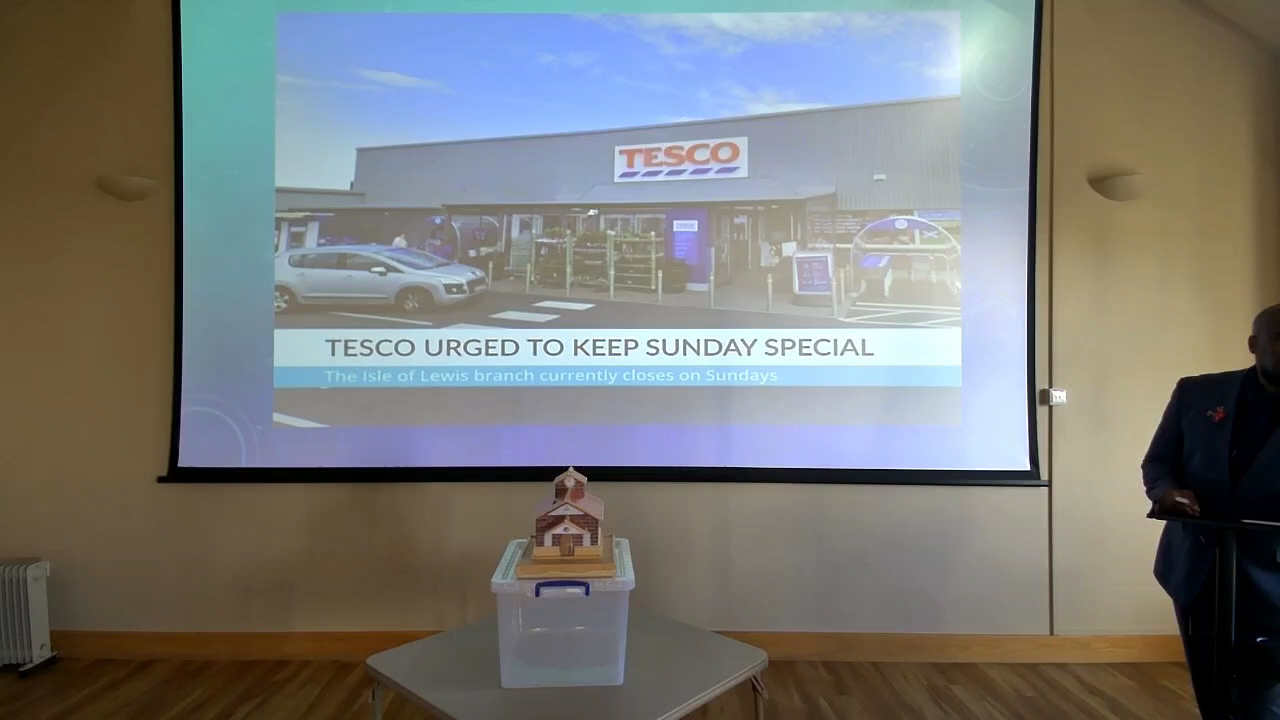 TESCO
TESCO URGED TO KEEP SUNDAY SPECIAL
The Isle of Lewis branch currently closes on Sundays